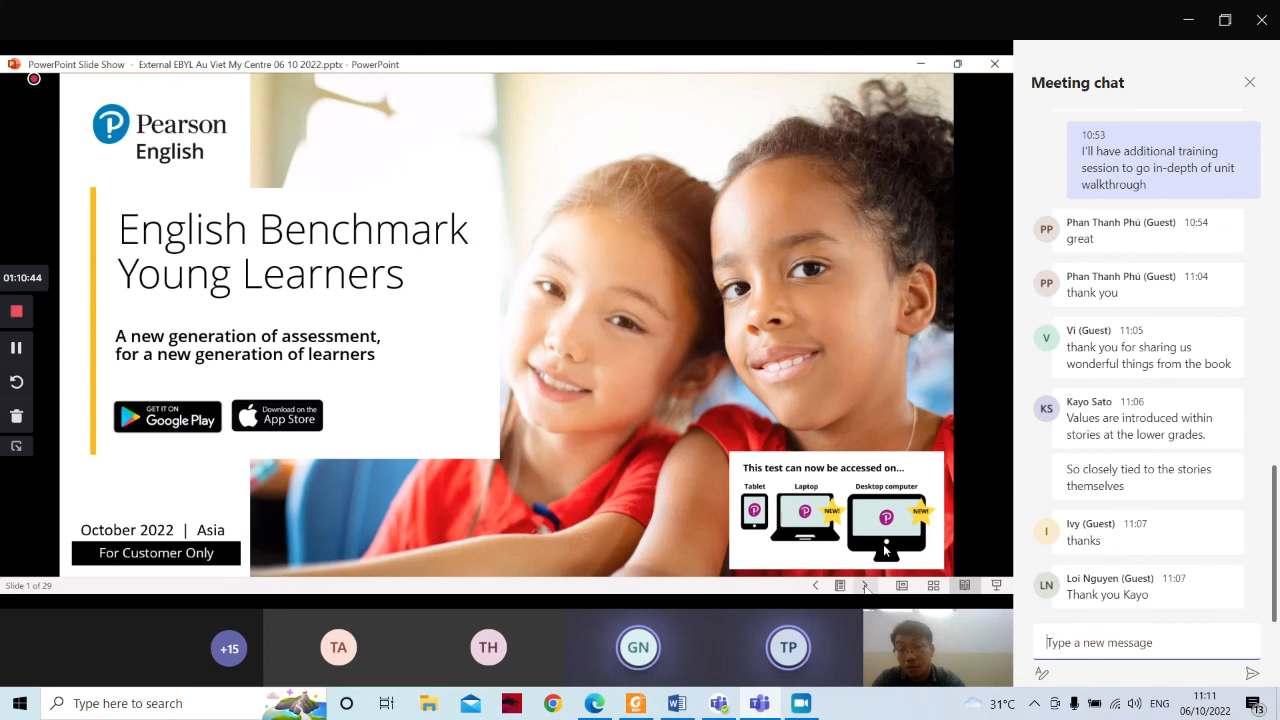 PowerPoint Slide Show - External EBYL Au Viet My Centre 06 10 2022.pptx - PowerPoint
Pearson
English
English Benchmark
Young Learners
A new generation of assessment,
for a new generation of learners
GET IT ON
Google Play
Download on the
App Store
October 2022 | Asia
For Customer Only
This test can now be accessed on...
Tablet Laptop Desktop computer
NEW! NEW!
01:10:44
Slide 1 of 29
+15 TA TH GN TP
Meeting chat
10:53
I'll have additional training
session to go in-depth of unit
walkthrough
PP Phan Thanh Phú (Guest) 10:54
great
PP Phan Thanh Phú (Guest) 11:04
thank you
V Vi (Guest) 11:05
thank you for sharing us
wonderful things from the book
KS Kayo Sato 11:06
Values are introduced within
stories at the lower grades.
So closely tied to the stories
themselves
I Ivy (Guest) 11:07
thanks
LN Loi Nguyen (Guest) 11:07
Thank you Kayo
Type a new message
Type here to search
31°C ENG 11:11
06/10/2022 13